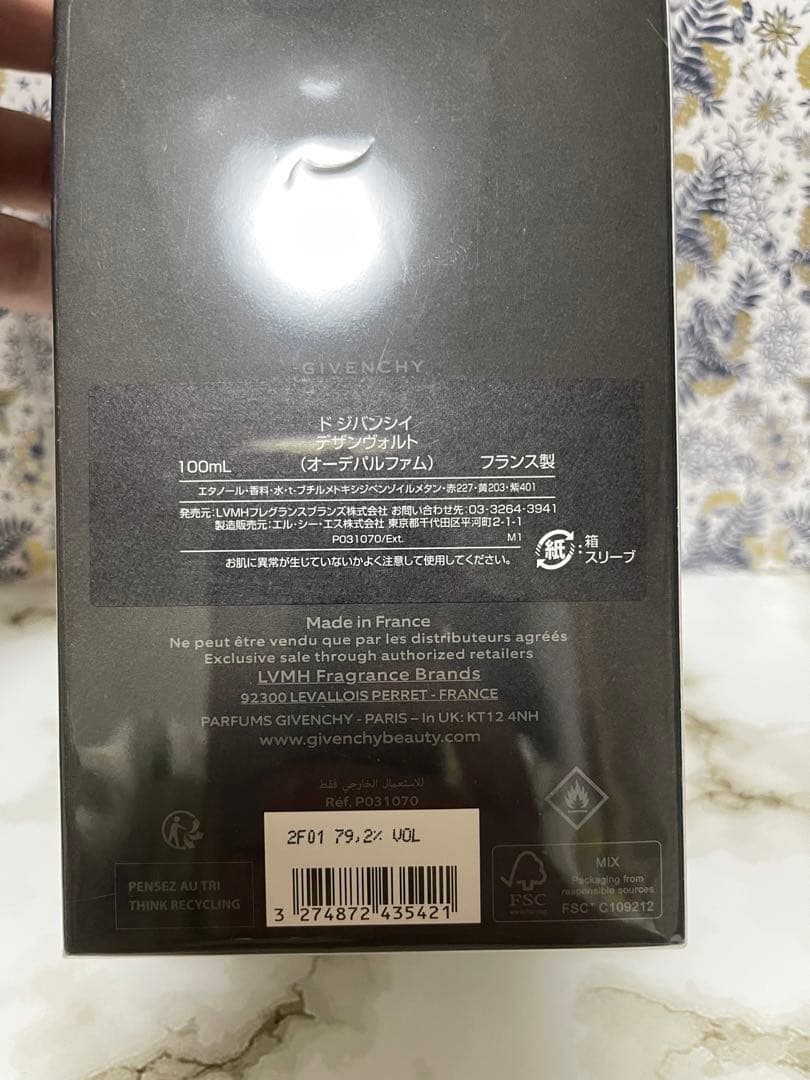 GIVENCHY
ド ジバンシイ
デザンヴォルト
100mL （オーデパルファム） フランス製
エタノール・香料・水・t-ブチルメトキシジベンゾイルメタン・赤227・黄203・紫401
発売元：LVMHフレグランスブランズ株式会社 お問い合わせ先：03-3264-3941
製造販売元：エル・シー・エス株式会社 東京都千代田区平河町2-1-1
P031070/Ext. M1
お肌に異常が生じていないかよく注意して使用してください。
紙：箱
スリーブ
Made in France
Ne peut être vendu que par les distributeurs agréés
Exclusive sale through authorized retailers
LVMH Fragrance Brands
92300 LEVALLOIS PERRET - FRANCE
PARFUMS GIVENCHY - PARIS – In UK: KT12 4NH
www.givenchybeauty.com
للاستعمال الخارجي فقط
Réf. P031070
2F01 79,2% VOL
3 274872 435421
PENSEZ AU TRI
THINK RECYCLING
FSC
MIX
Packaging from
responsible sources
FSC® C109212